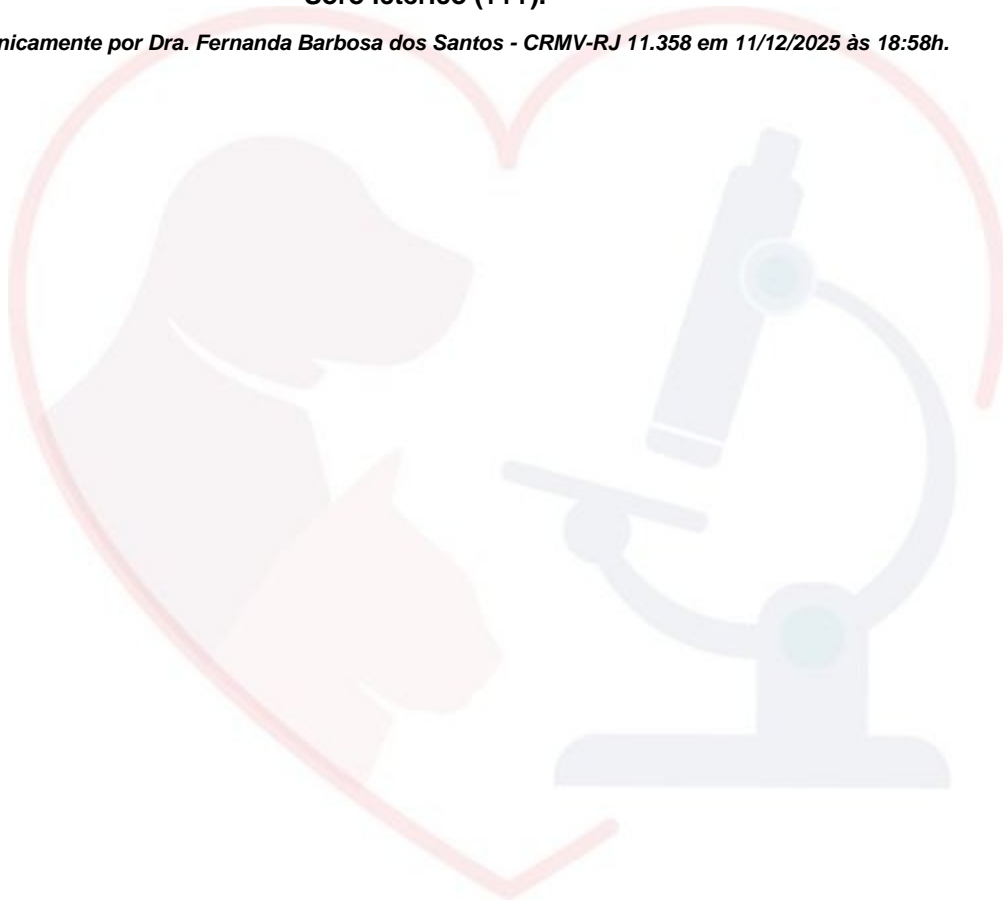 Soro ictérico (+++).
nicamente por Dra. Fernanda Barbosa dos Santos - CRMV-RJ 11.358 em 11/12/2025 às 18:58h.